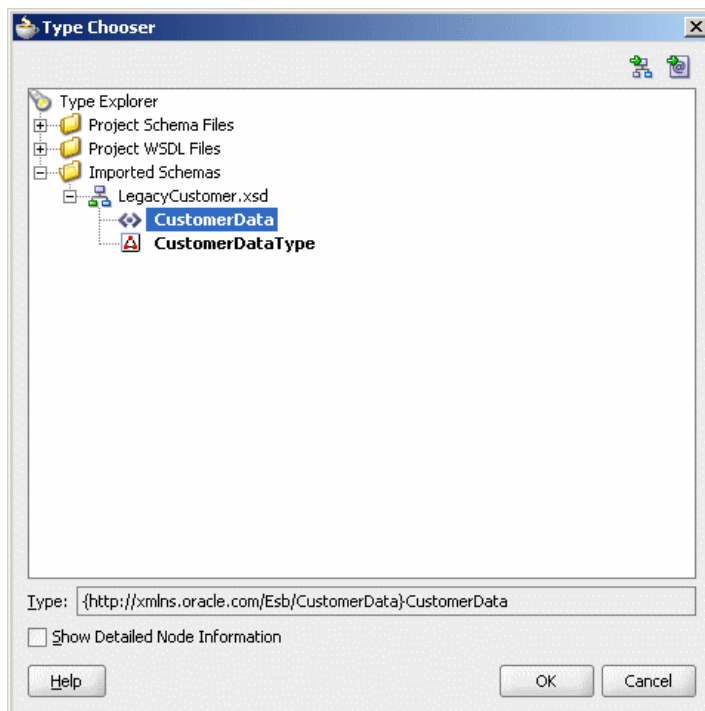 Type Chooser
Type Explorer
Project Schema Files
Project WSDL Files
Imported Schemas
LegacyCustomer.xsd
CustomerData
CustomerDataType
Type: {http://xmlns.oracle.com/Esb/CustomerData}CustomerData
Show Detailed Node Information
Help OK Cancel